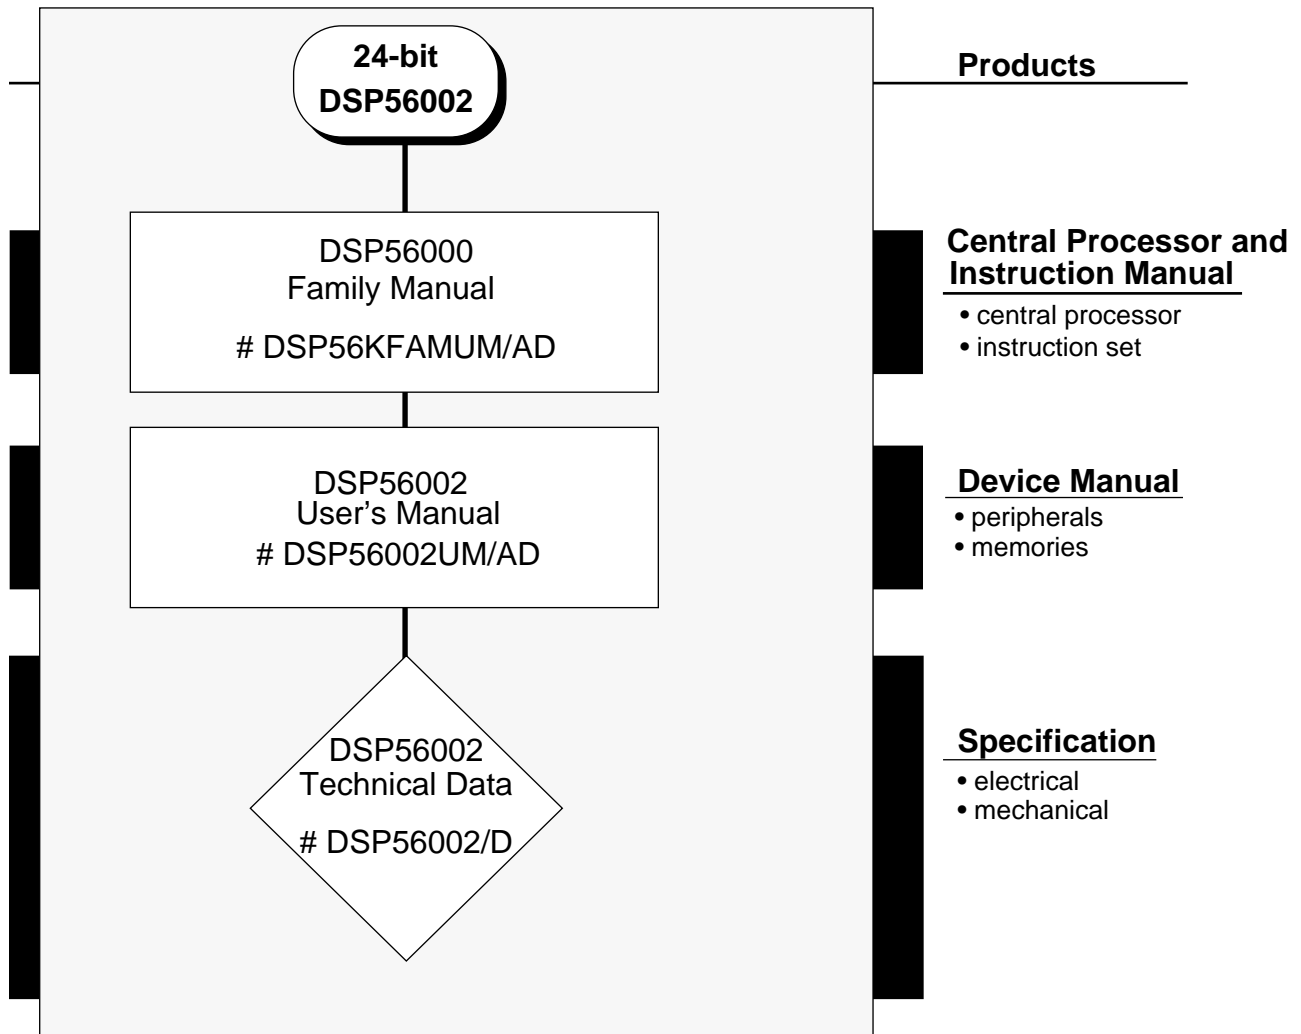 24-bit
DSP56002
Products
DSP56000
Family Manual
# DSP56KFAMUM/AD
Central Processor and
Instruction Manual
• central processor
• instruction set
DSP56002
User’s Manual
# DSP56002UM/AD
Device Manual
• peripherals
• memories
DSP56002
Technical Data
# DSP56002/D
Specification
• electrical
• mechanical